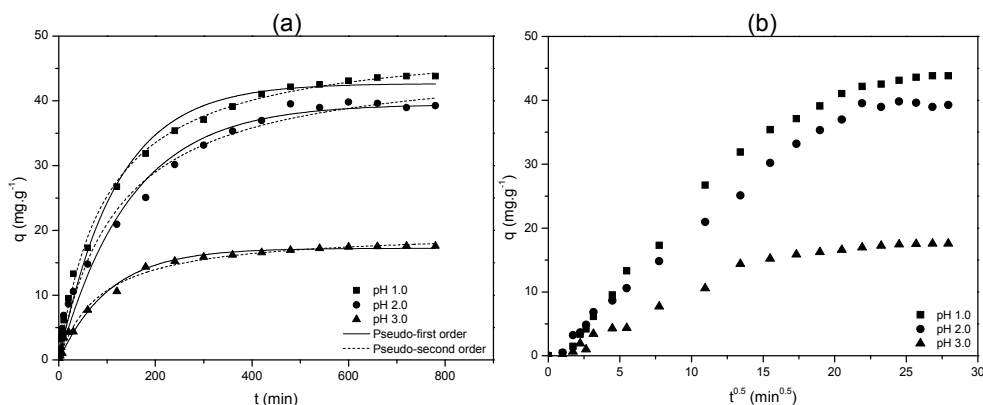 (a)
50
40
30
20
10
0
q (mg.g⁻¹)
0 200 400 600 800
t (min)
pH 1.0
pH 2.0
pH 3.0
Pseudo-first order
Pseudo-second order
(b)
50
40
30
20
10
0
q (mg.g⁻¹)
0 5 10 15 20 25 30
t⁰·⁵ (min⁰·⁵)
pH 1.0
pH 2.0
pH 3.0